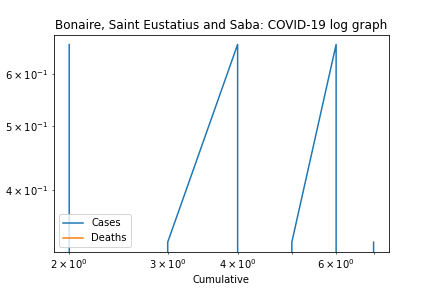 Bonaire, Saint Eustatius and Saba: COVID-19 log graph
6 × 10⁻¹
5 × 10⁻¹
4 × 10⁻¹
Cases
Deaths
2 × 10⁰ 3 × 10⁰ 4 × 10⁰ 6 × 10⁰
Cumulative